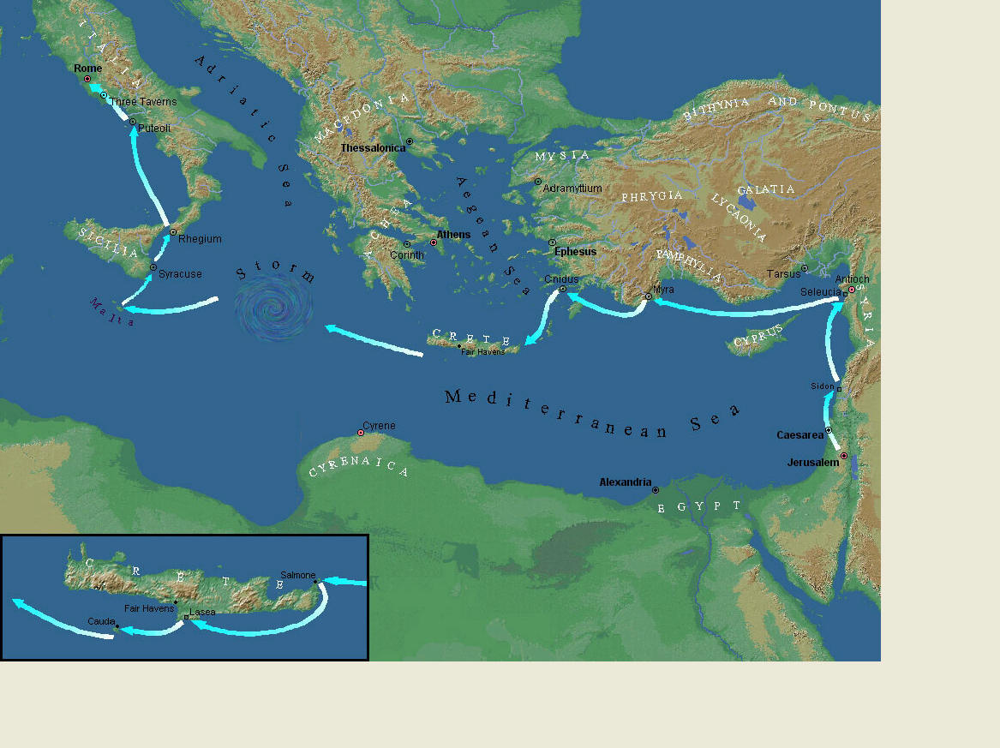 ITALIA
Rome
Three Taverns
Puteoli
Adriatic Sea
MACEDONIA
Thessalonica
BITHYNIA AND PONTUS
MYSIA
Adramyttium
PHRYGIA
GALATIA
LYCAONIA
Aegean Sea
ACHEA
Athens
Corinth
Ephesus
PAMPHYLIA
Rhegium
SICILIA
Syracuse
Storm
Malta
Cnidus
Myra
Tarsus
Antioch
Seleucia
SYRIA
CYPRUS
CRETE
Fair Havens
Mediterranean Sea
Sidon
Caesarea
Jerusalem
Cyrene
CYRENAICA
Alexandria
EGYPT
CRETE
Salmone
Fair Havens
Lasea
Cauda